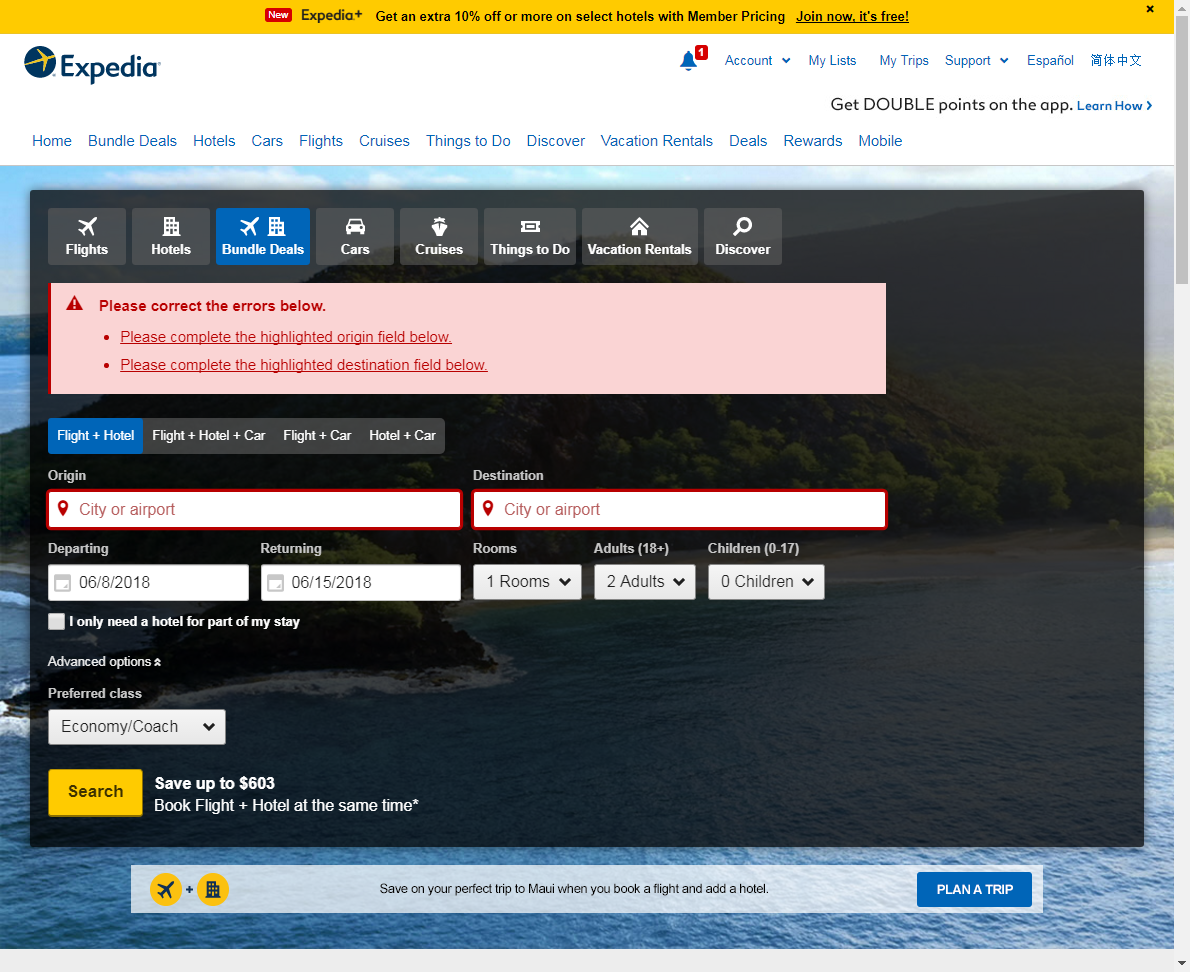 New Expedia+ Get an extra 10% off or more on select hotels with Member Pricing Join now, it's free! ×
Expedia
1 Account My Lists My Trips Support Español 简体中文
Get DOUBLE points on the app. Learn How
Home Bundle Deals Hotels Cars Flights Cruises Things to Do Discover Vacation Rentals Deals Rewards Mobile
Flights Hotels Bundle Deals Cars Cruises Things to Do Vacation Rentals Discover
Please correct the errors below.
• Please complete the highlighted origin field below.
• Please complete the highlighted destination field below.
Flight + Hotel Flight + Hotel + Car Flight + Car Hotel + Car
Origin Destination
City or airport City or airport
Departing Returning Rooms Adults (18+) Children (0-17)
06/8/2018 06/15/2018 1 Rooms 2 Adults 0 Children
I only need a hotel for part of my stay
Advanced options
Preferred class
Economy/Coach
Search Save up to $603
Book Flight + Hotel at the same time*
+ Save on your perfect trip to Maui when you book a flight and add a hotel. PLAN A TRIP